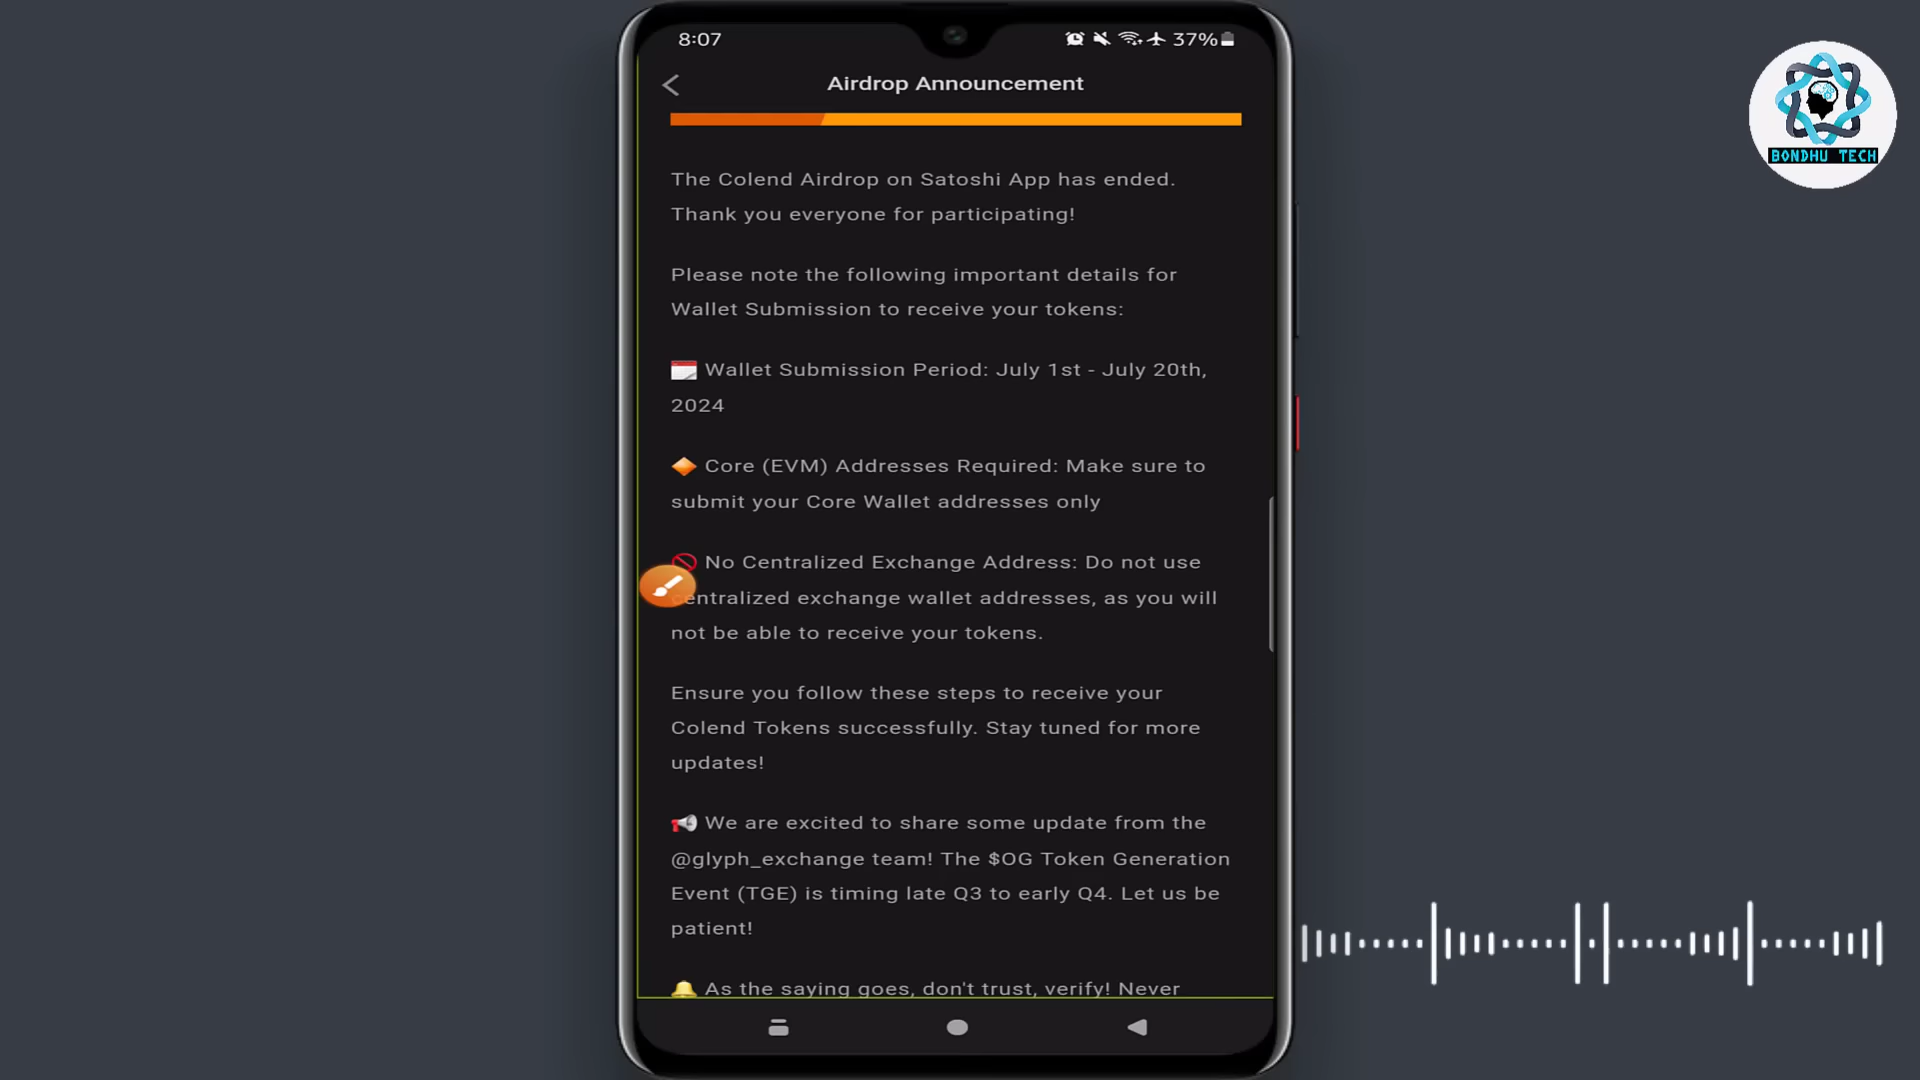 8:07
37%
Airdrop Announcement
BONDHU TECH
The Colend Airdrop on Satoshi App has ended.
Thank you everyone for participating!
Please note the following important details for
Wallet Submission to receive your tokens:
📅 Wallet Submission Period: July 1st - July 20th,
2024
🔶 Core (EVM) Addresses Required: Make sure to
submit your Core Wallet addresses only
🚫 No Centralized Exchange Address: Do not use
centralized exchange wallet addresses, as you will
not be able to receive your tokens.
Ensure you follow these steps to receive your
Colend Tokens successfully. Stay tuned for more
updates!
📢 We are excited to share some update from the
@glyph_exchange team! The $OG Token Generation
Event (TGE) is timing late Q3 to early Q4. Let us be
patient!
🔔 As the saying goes, don't trust, verify! Never